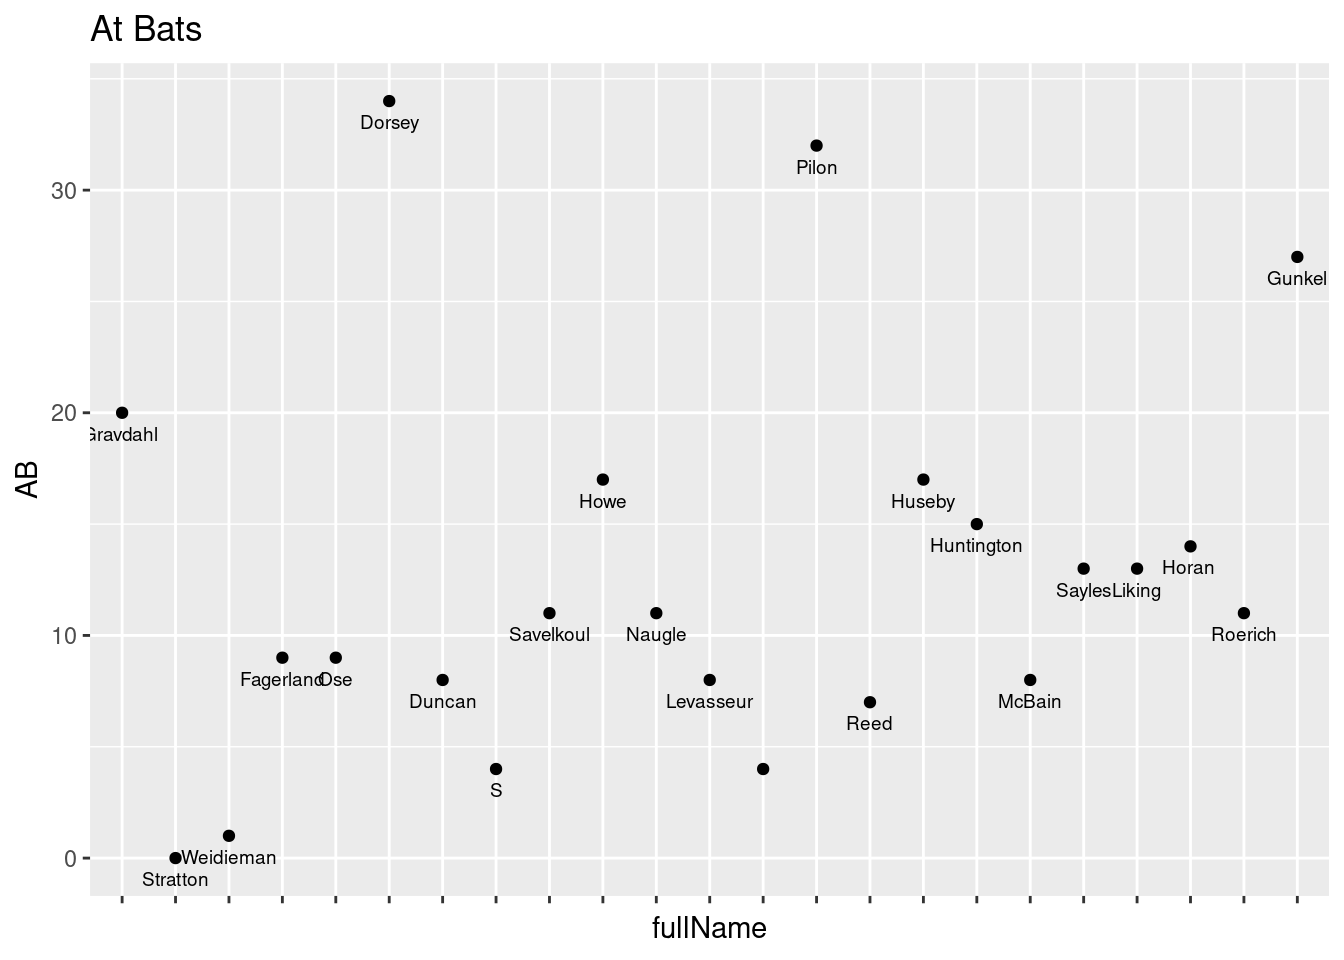 At Bats
AB
30
20
10
0
Dorsey
Pilon
Gunkel
Gravdahl
Howe
Huseby
Huntington
Horan
Sayles
Liking
Savelkoul
Naugle
Roerich
Fagerland
Ose
Duncan
Levasseur
McBain
Reed
S
Weidieman
Stratton
fullName